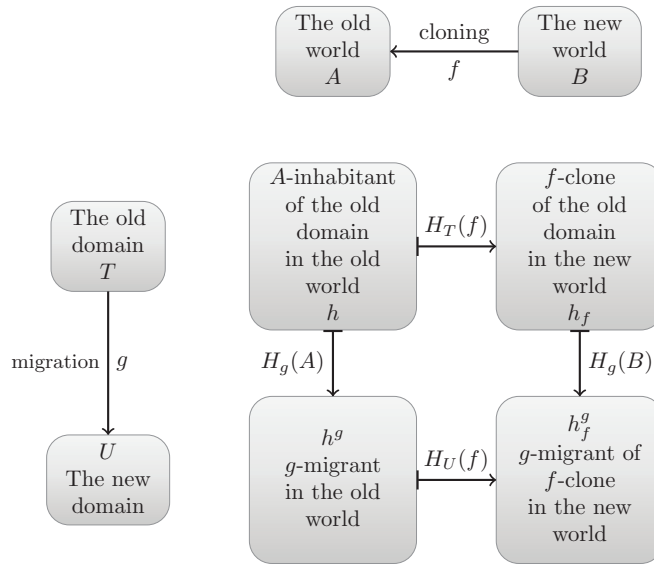 The old
world
A
cloning
f
The new
world
B
The old
domain
T
migration
g
U
The new
domain
A-inhabitant
of the old
domain
in the old
world
h
H_T(f)
f-clone
of the old
domain
in the new
world
h_f
H_g(A)
H_g(B)
h^g
g-migrant
in the old
world
H_U(f)
h_f^g
g-migrant of
f-clone
in the new
world